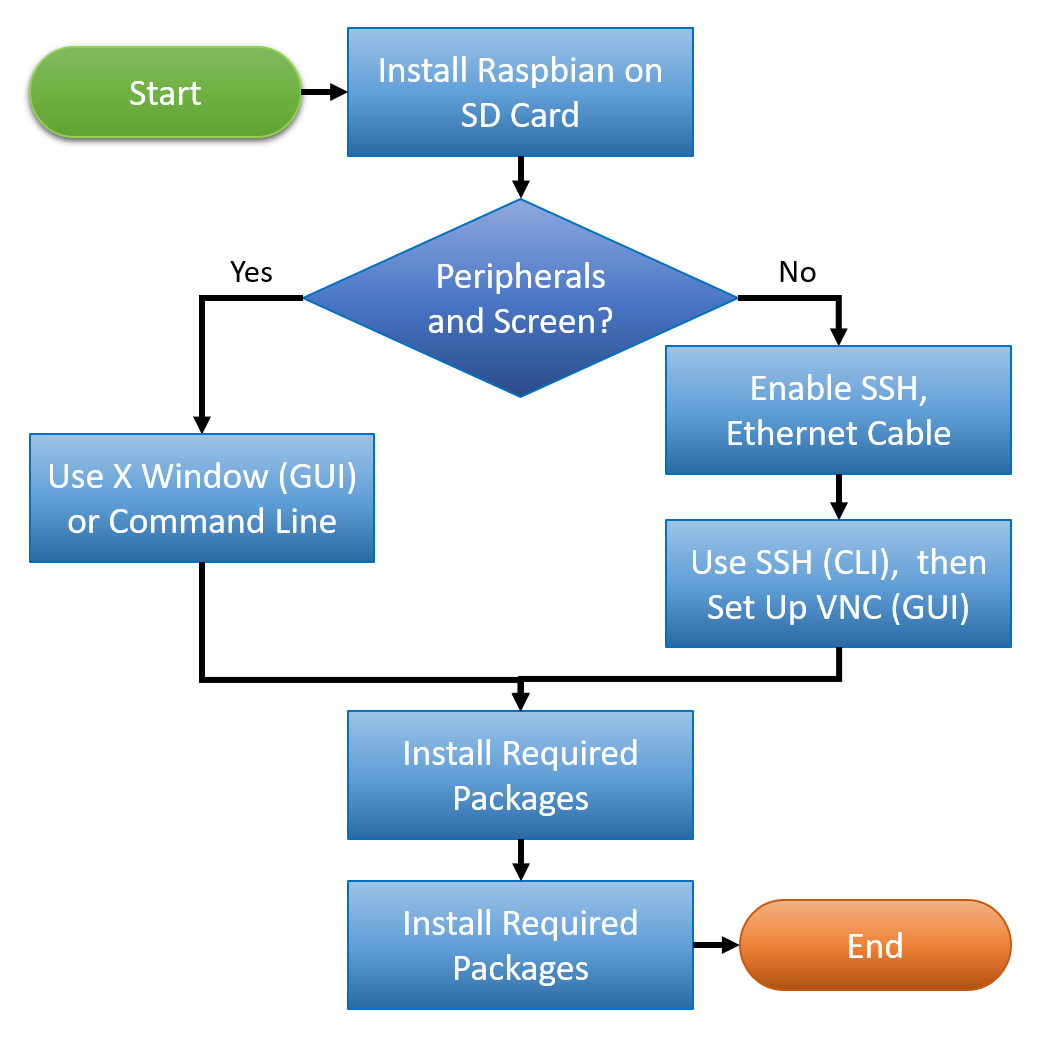 Start
Install Raspbian on
SD Card
Peripherals
and Screen?
Yes
No
Enable SSH,
Ethernet Cable
Use X Window (GUI)
or Command Line
Use SSH (CLI),  then
Set Up VNC (GUI)
Install Required
Packages
Install Required
Packages
End